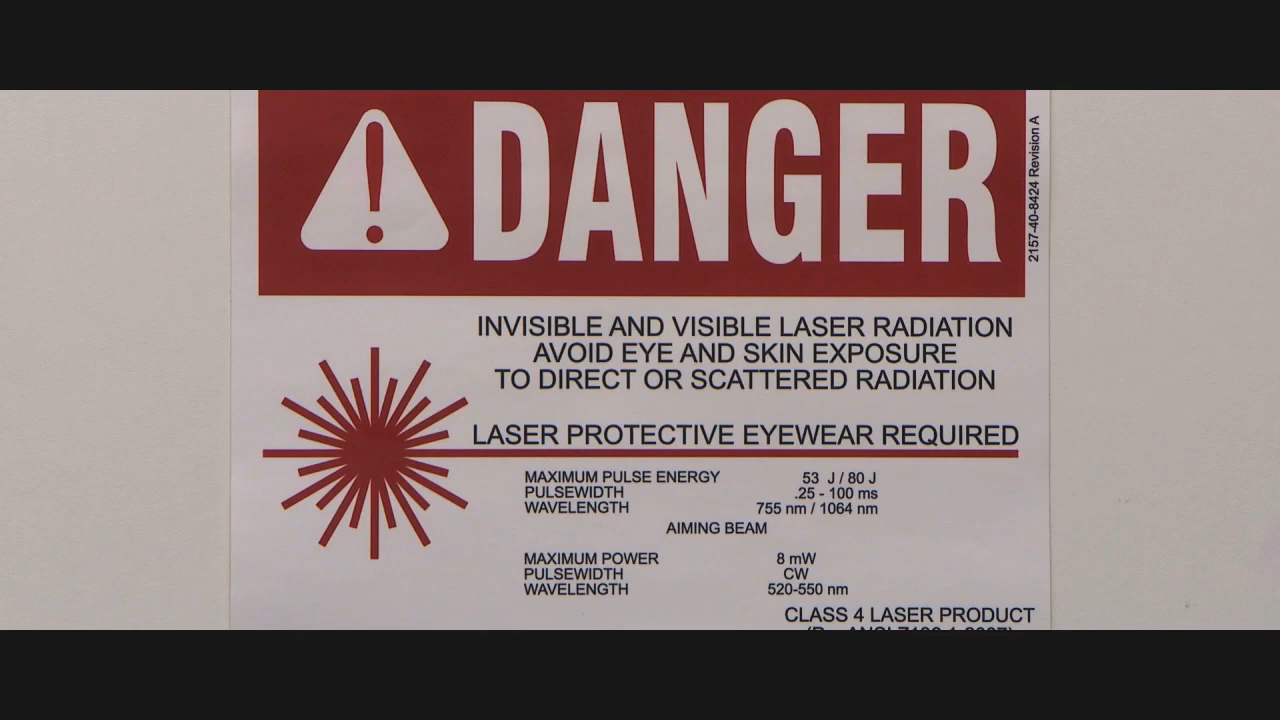 DANGER
2157-40-8424 Revision A
INVISIBLE AND VISIBLE LASER RADIATION
AVOID EYE AND SKIN EXPOSURE
TO DIRECT OR SCATTERED RADIATION
LASER PROTECTIVE EYEWEAR REQUIRED
MAXIMUM PULSE ENERGY 53 J / 80 J
PULSEWIDTH .25 - 100 ms
WAVELENGTH 755 nm / 1064 nm
AIMING BEAM
MAXIMUM POWER 8 mW
PULSEWIDTH CW
WAVELENGTH 520-550 nm
CLASS 4 LASER PRODUCT